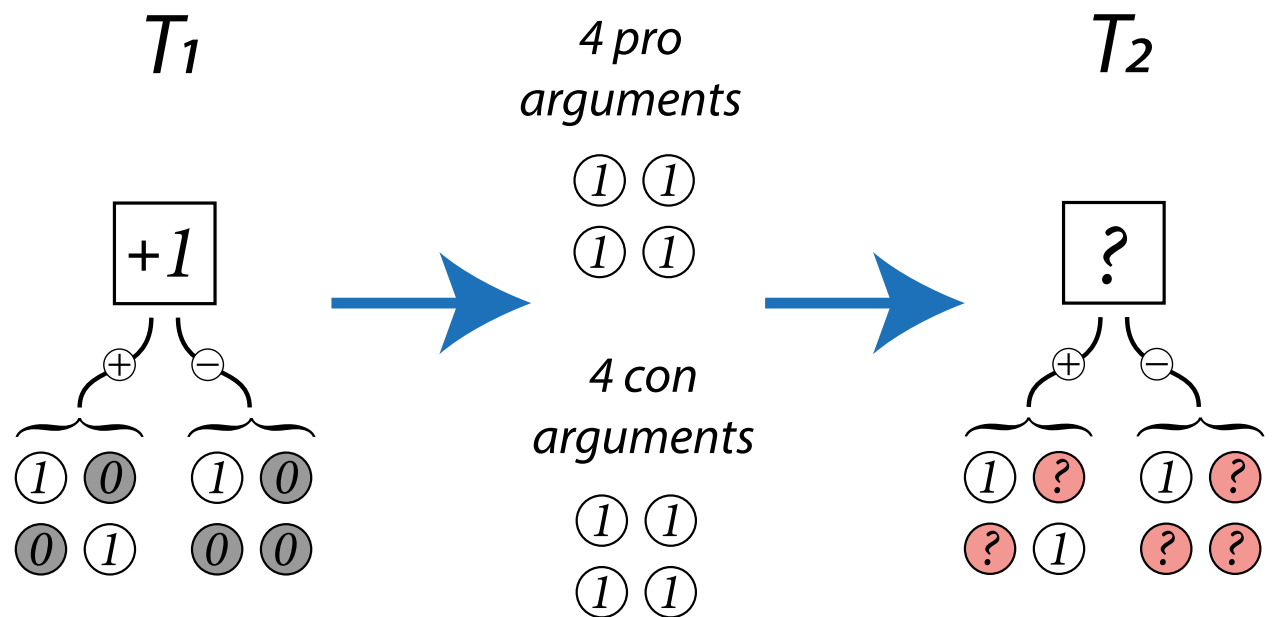 T1
4 pro
arguments
T2
1 1
1 1
+1
?
4 con
arguments
+ −
+ −
1 0 1 0
0 1 0 0
1 1
1 1
1 ? 1 ?
? 1 ? ?